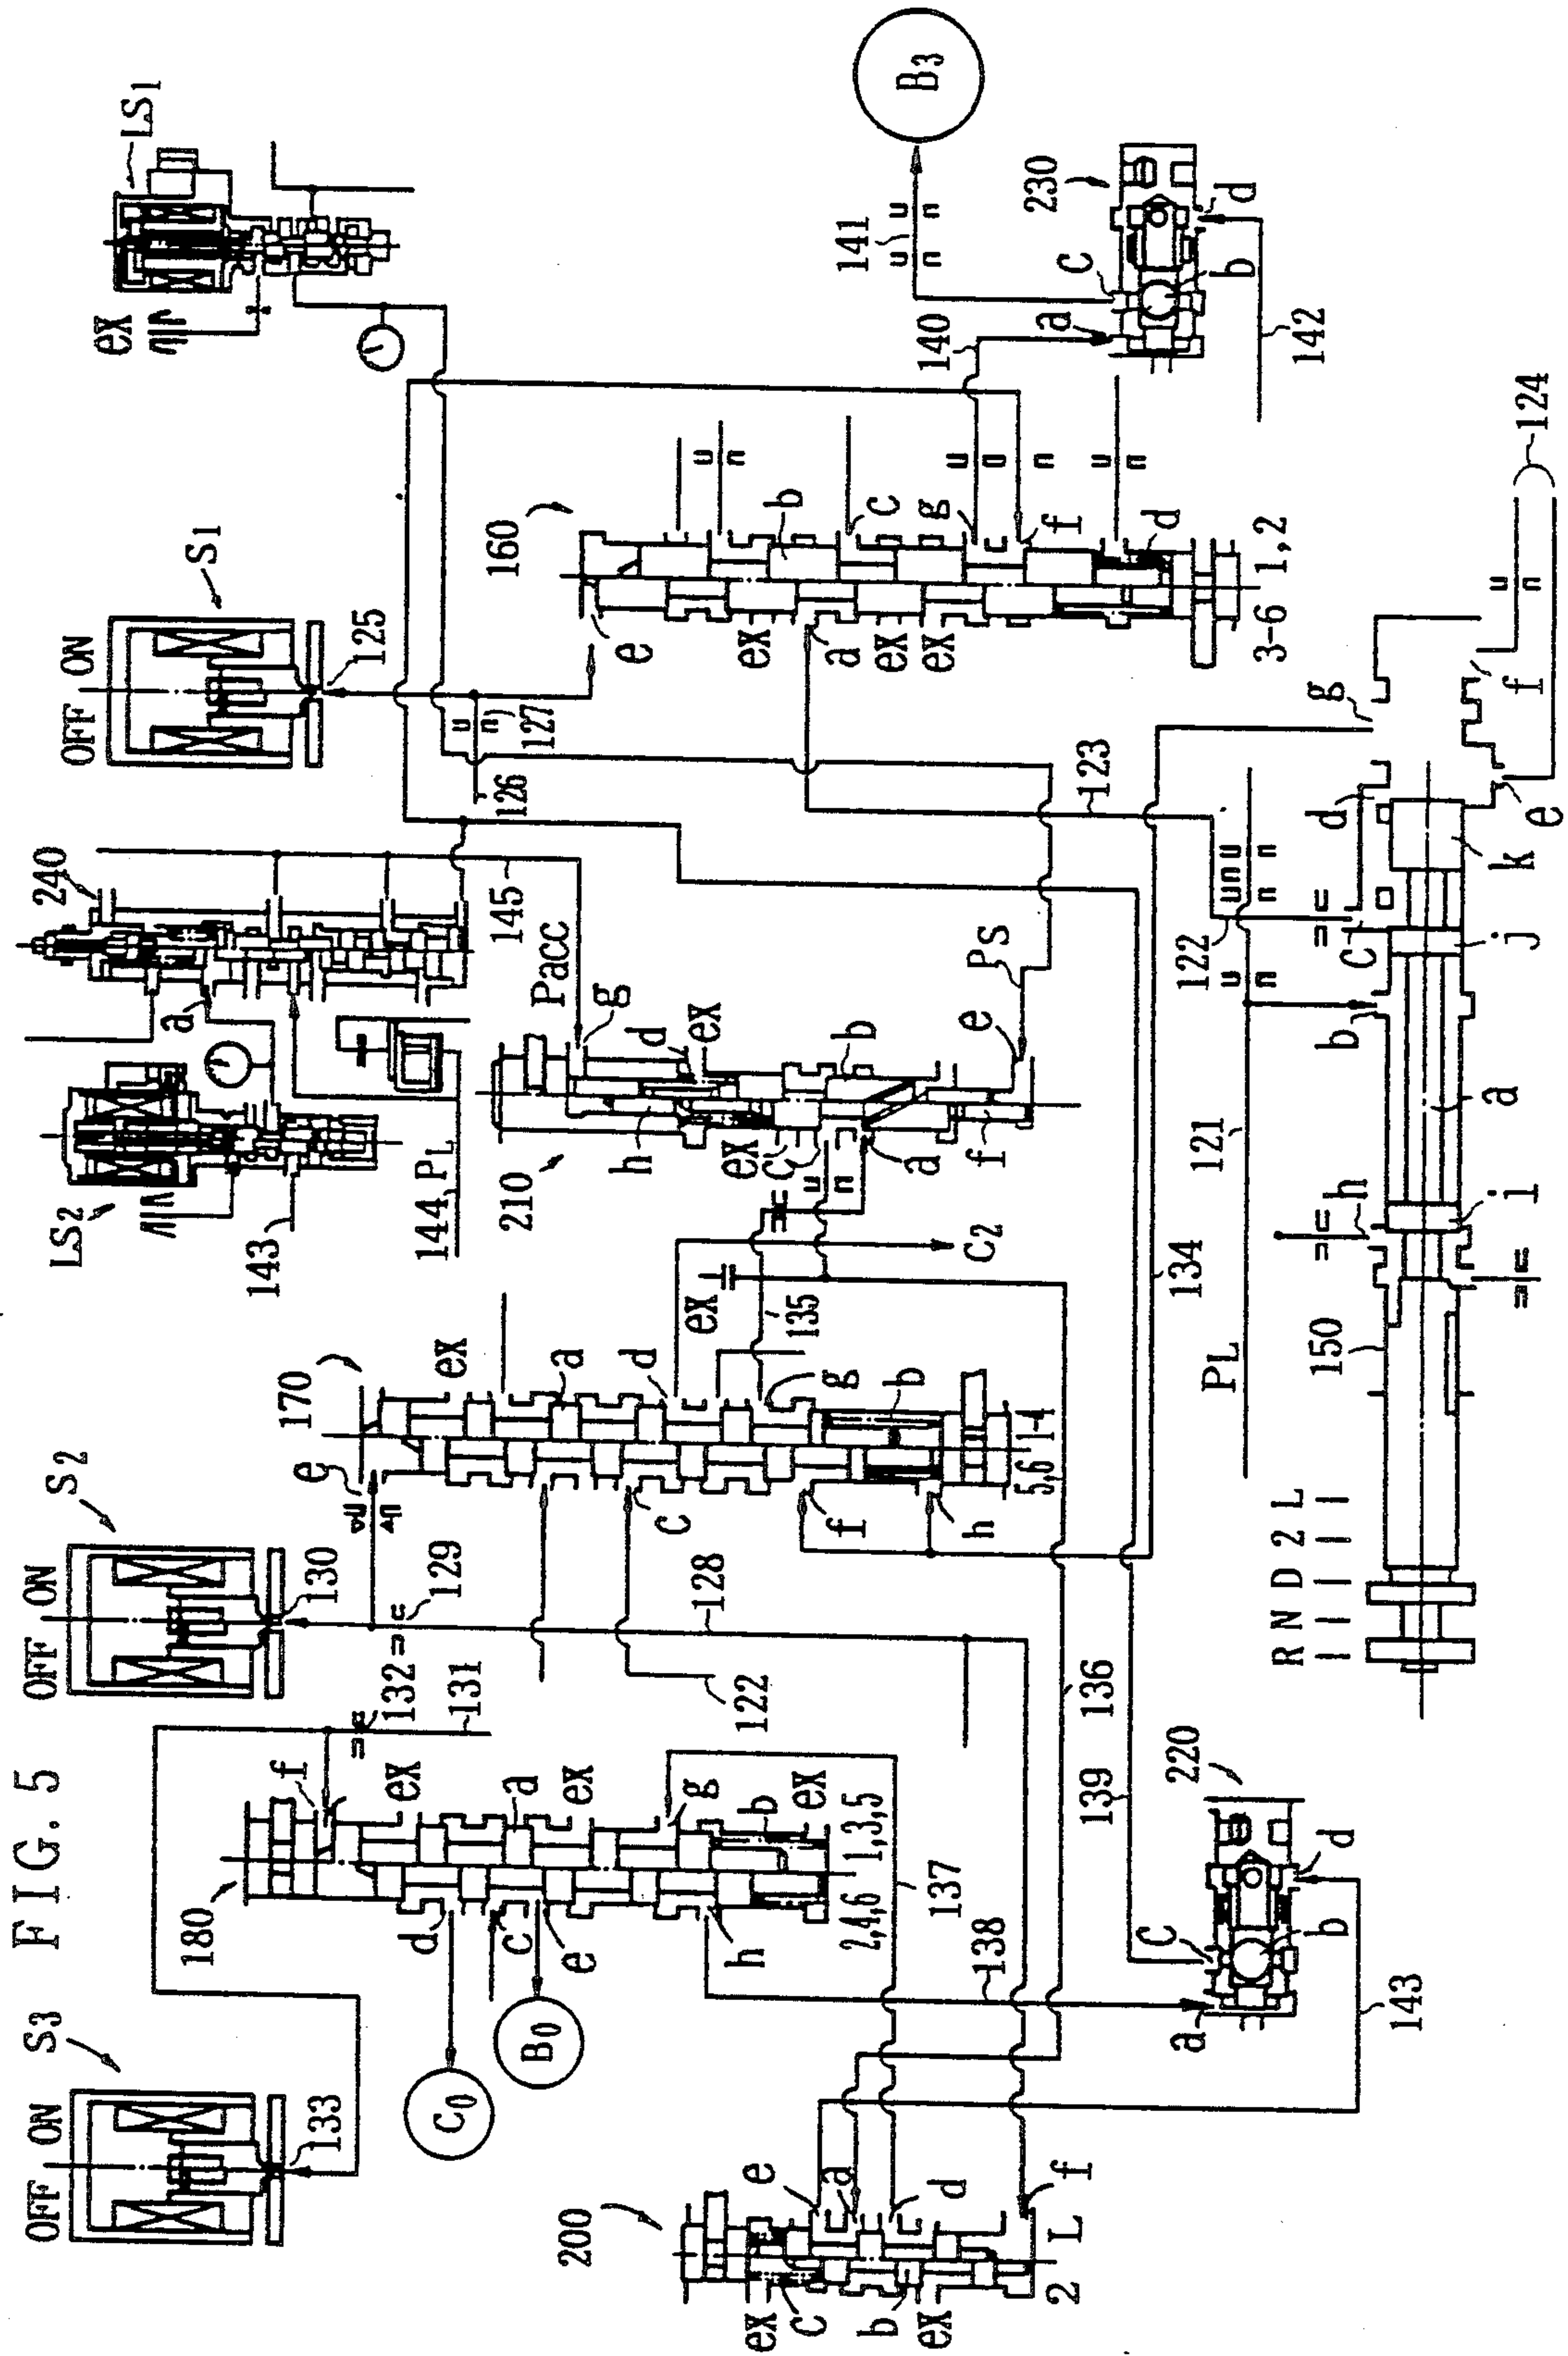 FIG. 5
S3
OFF ON
133
180
f
ex
a
ex
g
b
ex
d
c
e
h
2,4,6 1,3,5
C0
B0
132
131
137
138
200
e
a
d
f
ex
C
b
ex
2 L
S2
OFF ON
130
129
128
122
170
e
ex
a
d
g
b
C
f
h
5,6 1-4
ex
135
C2
136
139
220
C
a
b
d
143
LS2
143
144 PL
240
a
145
Pacc
g
d
ex
b
e
h
ex
C
a
f
210
PS
S1
OFF ON
125
126
127
160
e
ex
a
ex
ex
b
C
g
f
d
3-6 1,2
LS1
ex
140
141
B3
230
C
a
b
d
142
123
122
121
PL
134
124
150
R N D 2 L
h
i
a
b
C
j
k
d
e
g
f